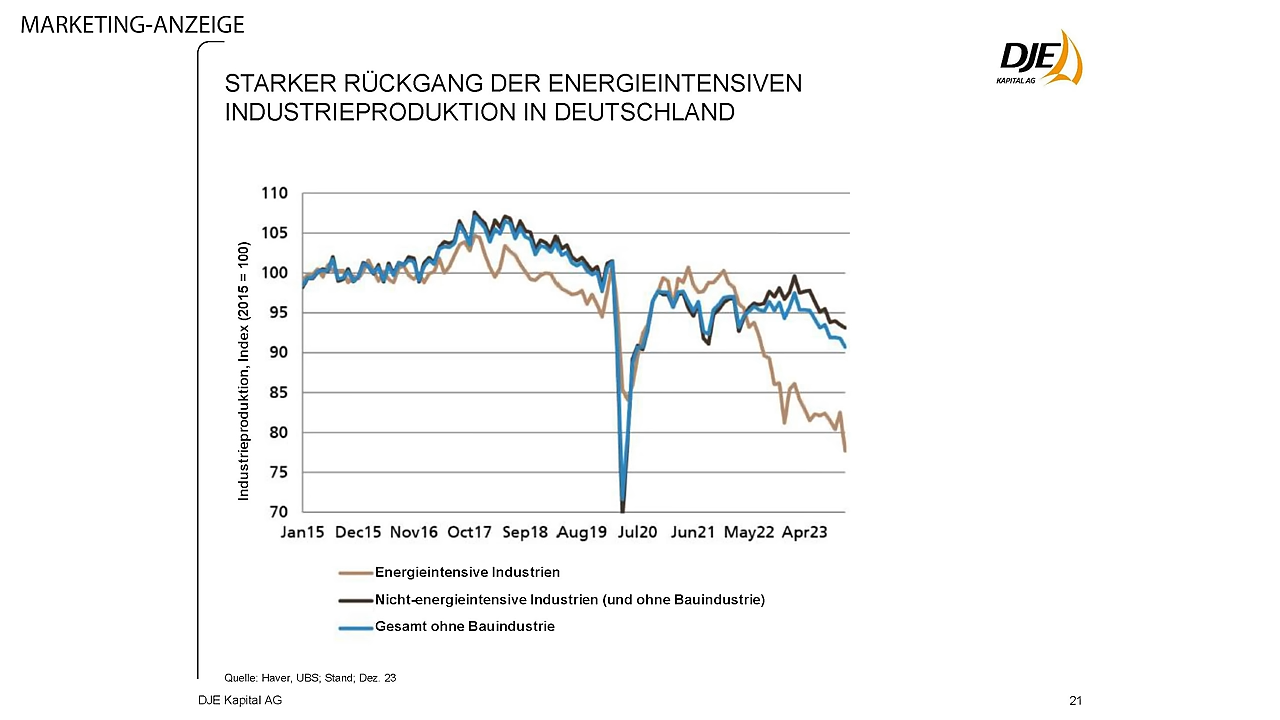 MARKETING-ANZEIGE
DJE
KAPITAL AG
STARKER RÜCKGANG DER ENERGIEINTENSIVEN
INDUSTRIEPRODUKTION IN DEUTSCHLAND
Industrieproduktion, Index (2015 = 100)
110
105
100
95
90
85
80
75
70
Jan15 Dec15 Nov16 Oct17 Sep18 Aug19 Jul20 Jun21 May22 Apr23
Energieintensive Industrien
Nicht-energieintensive Industrien (und ohne Bauindustrie)
Gesamt ohne Bauindustrie
Quelle: Haver, UBS; Stand; Dez. 23
DJE Kapital AG
21